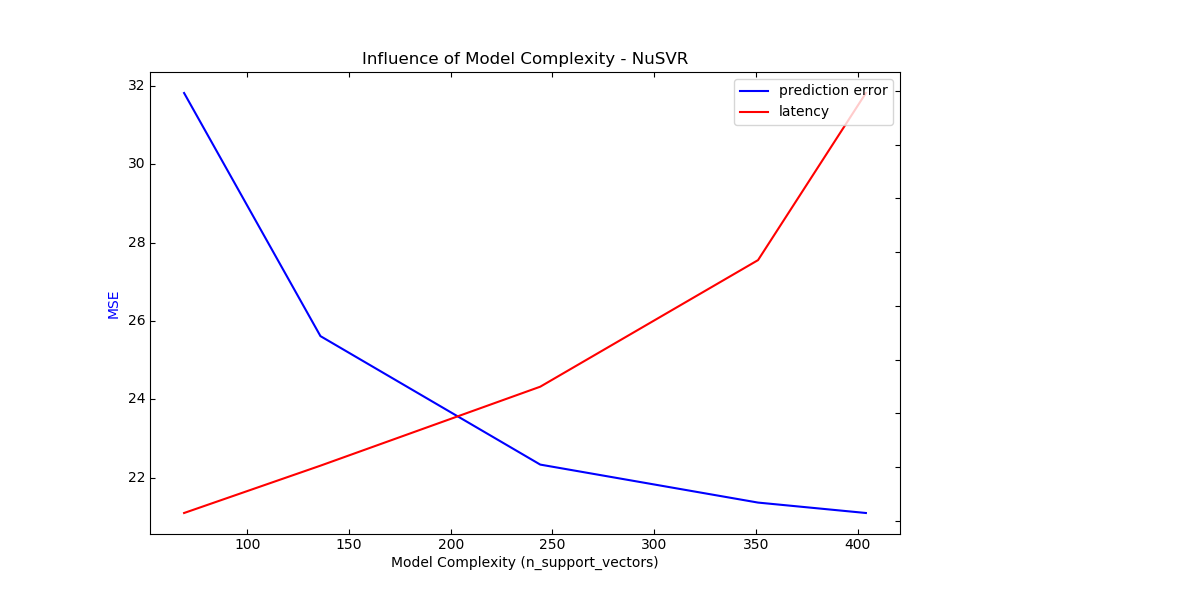 Influence of Model Complexity - NuSVR
prediction error
latency
32
30
28
26
24
22
MSE
100 150 200 250 300 350 400
Model Complexity (n_support_vectors)